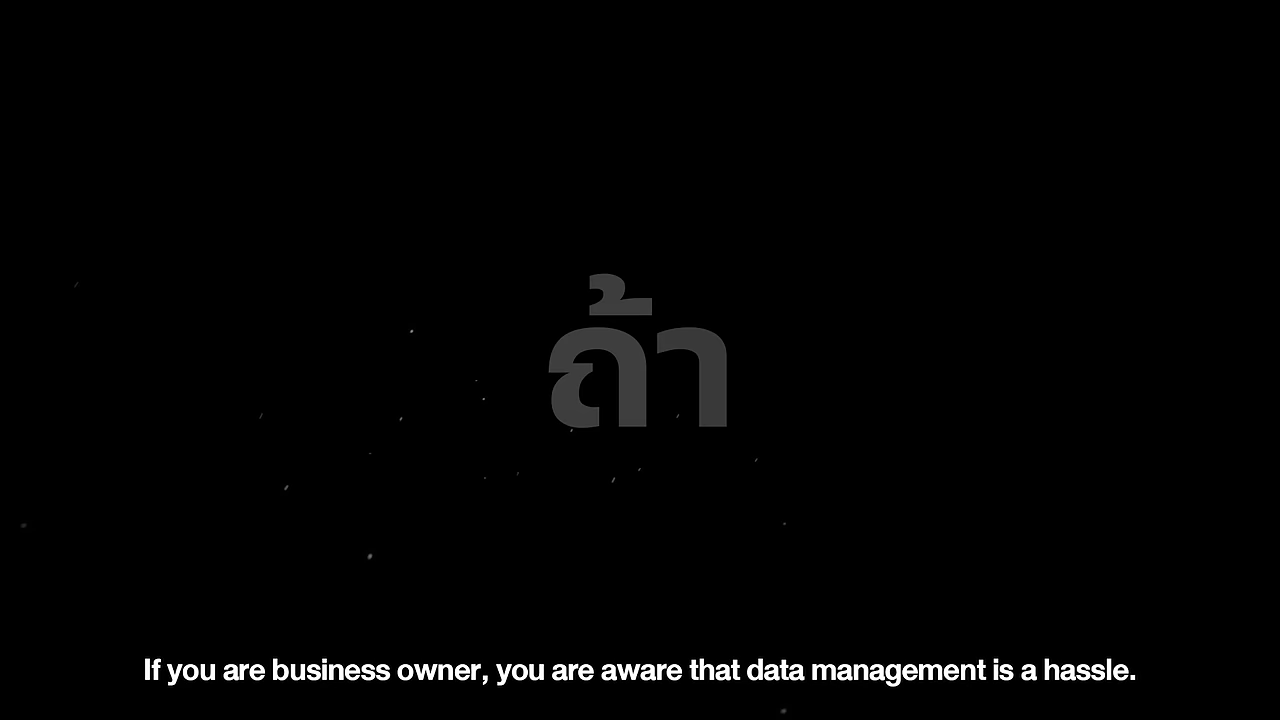 ถ้า
If you are business owner, you are aware that data management is a hassle.